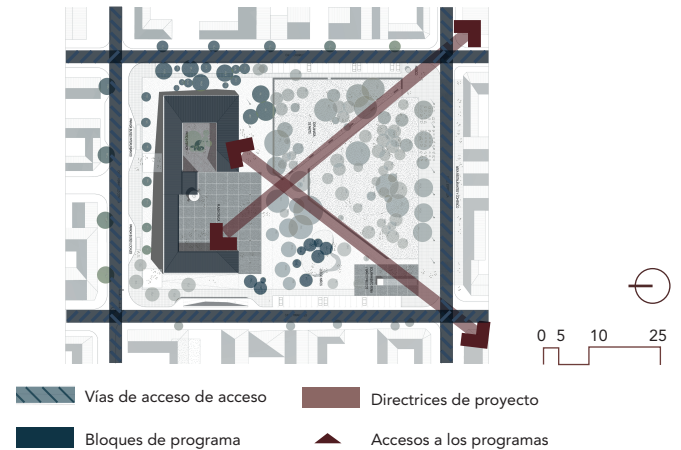 0 5 10 25
Vías de acceso de acceso
Directrices de proyecto
Bloques de programa
Accesos a los programas